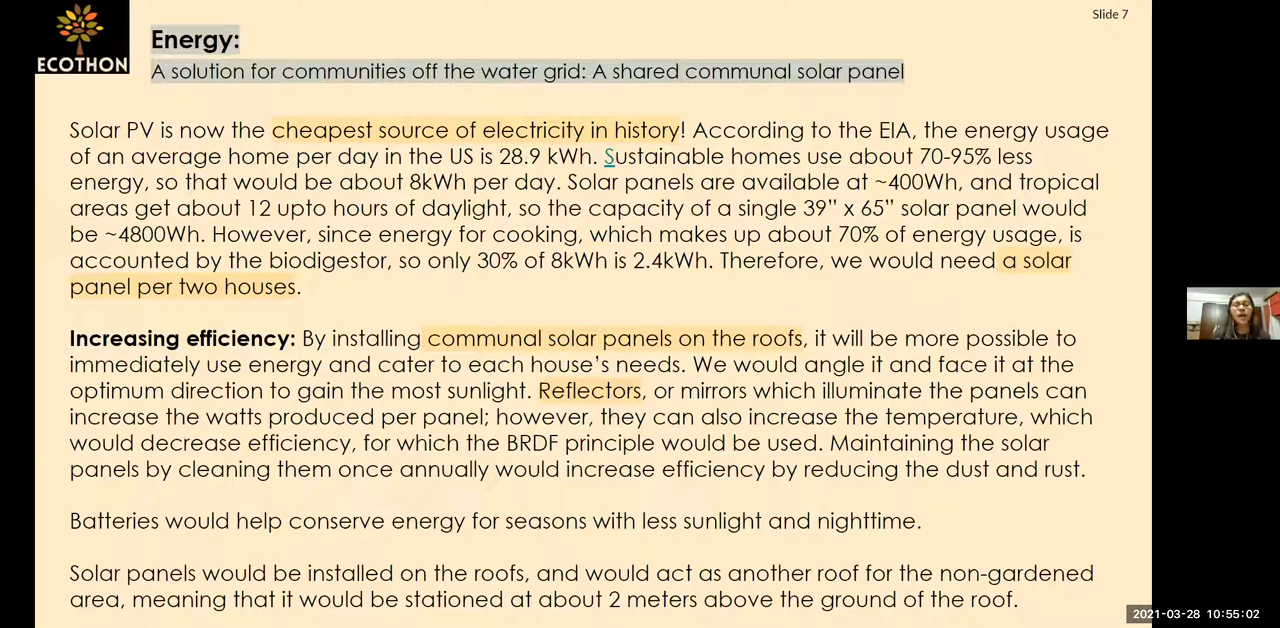 Slide 7
ECOTHON
Energy:
A solution for communities off the water grid: A shared communal solar panel
Solar PV is now the cheapest source of electricity in history! According to the EIA, the energy usage
of an average home per day in the US is 28.9 kWh. Sustainable homes use about 70-95% less
energy, so that would be about 8kWh per day. Solar panels are available at ~400Wh, and tropical
areas get about 12 upto hours of daylight, so the capacity of a single 39” x 65” solar panel would
be ~4800Wh. However, since energy for cooking, which makes up about 70% of energy usage, is
accounted by the biodigestor, so only 30% of 8kWh is 2.4kWh. Therefore, we would need a solar
panel per two houses.
Increasing efficiency: By installing communal solar panels on the roofs, it will be more possible to
immediately use energy and cater to each house’s needs. We would angle it and face it at the
optimum direction to gain the most sunlight. Reflectors, or mirrors which illuminate the panels can
increase the watts produced per panel; however, they can also increase the temperature, which
would decrease efficiency, for which the BRDF principle would be used. Maintaining the solar
panels by cleaning them once annually would increase efficiency by reducing the dust and rust.
Batteries would help conserve energy for seasons with less sunlight and nighttime.
Solar panels would be installed on the roofs, and would act as another roof for the non-gardened
area, meaning that it would be stationed at about 2 meters above the ground of the roof.
2021-03-28 10:55:02